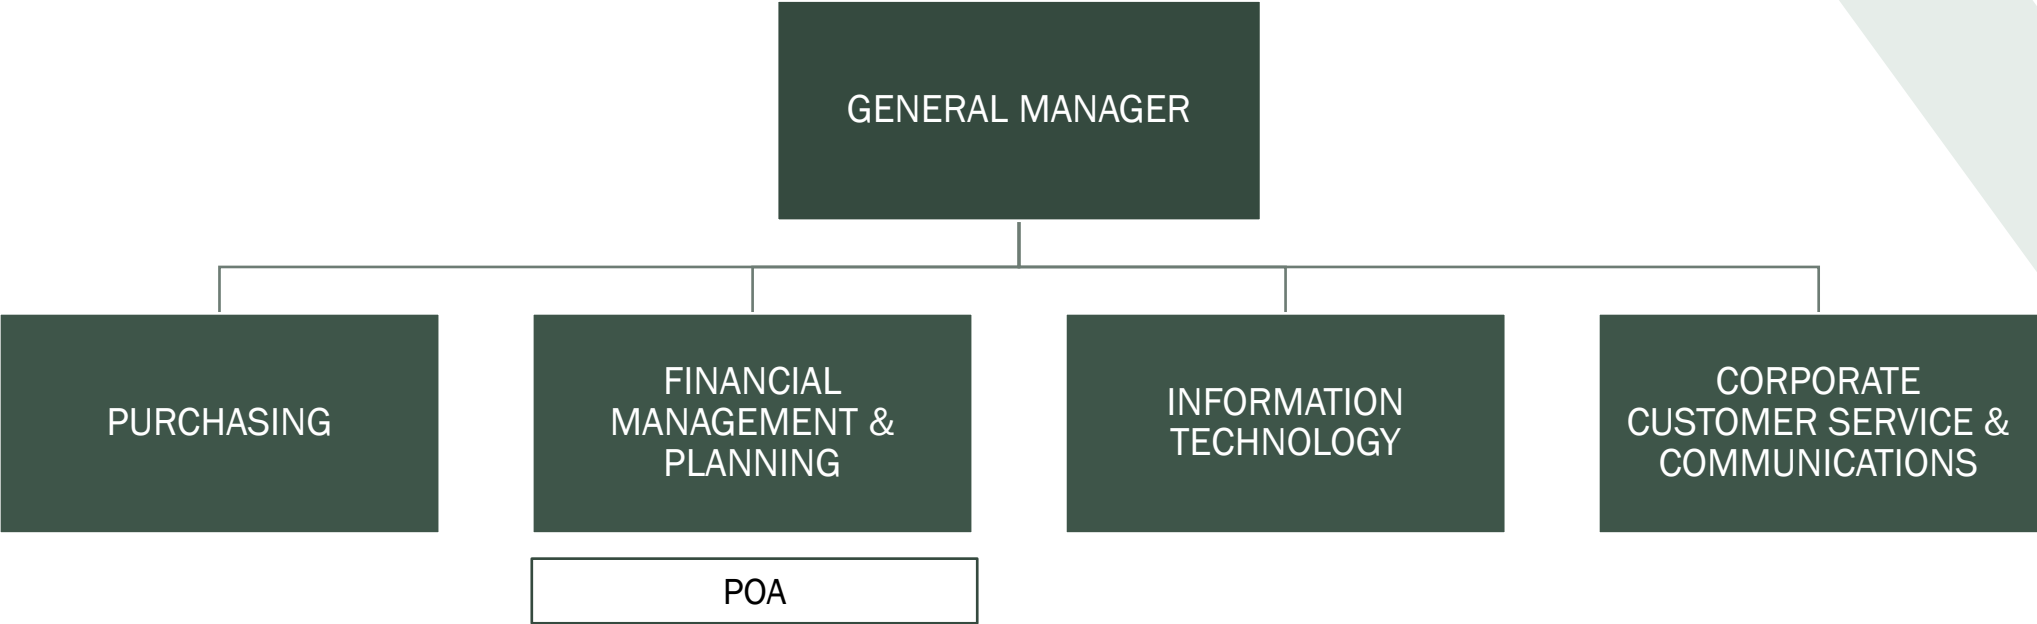 GENERAL MANAGER
PURCHASING
FINANCIAL
MANAGEMENT &
PLANNING
INFORMATION
TECHNOLOGY
CORPORATE
CUSTOMER SERVICE &
COMMUNICATIONS
POA